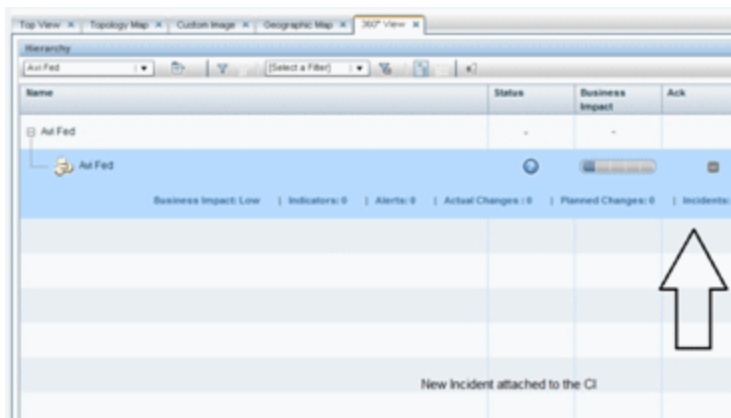 Top View Topology Map Custom Image Geographic Map 360° View
Hierarchy
Avi Fed [Select a Filter]
Name Status Business Impact Ack
Avi Fed - -
Avi Fed
Business Impact: Low | Indicators: 0 | Alerts: 0 | Actual Changes : 0 | Planned Changes: 0 | Incidents:
New Incident attached to the CI